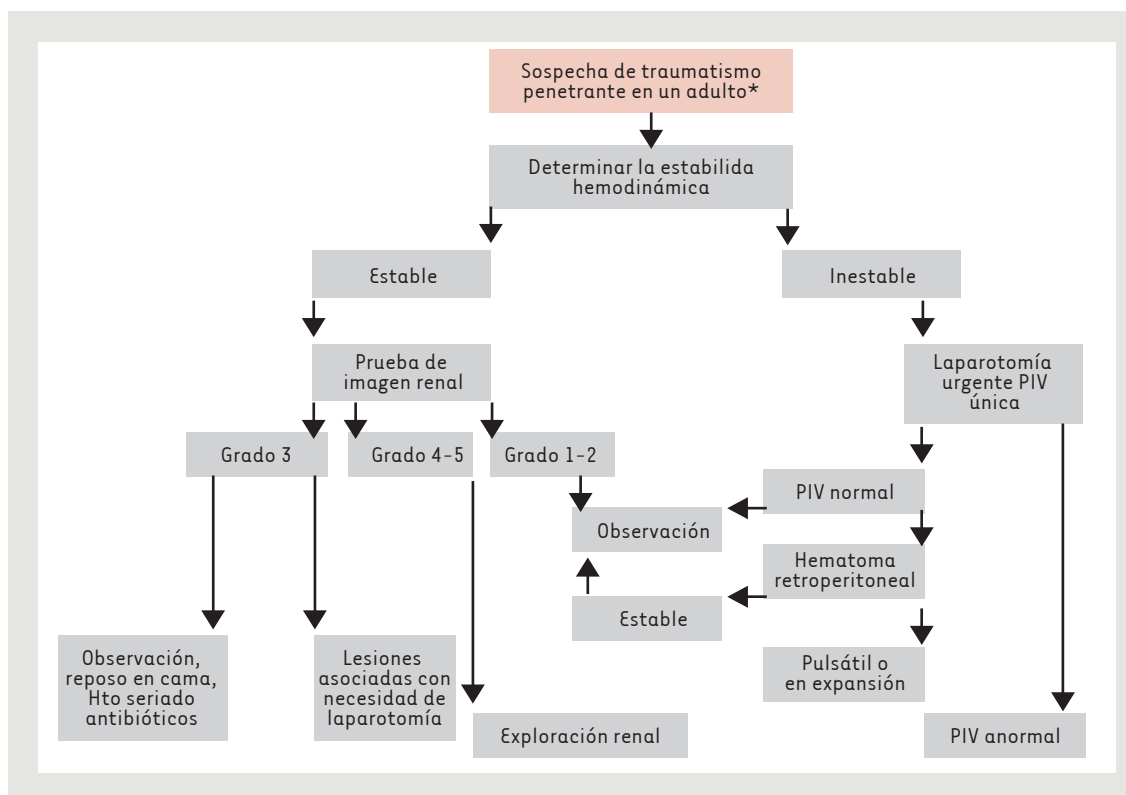 Sospecha de traumatismo
penetrante en un adulto*
Determinar la estabilida
hemodinámica
Estable
Inestable
Prueba de
imagen renal
Laparotomía
urgente PIV
única
Grado 3
Grado 4-5
Grado 1-2
PIV normal
Observación
Hematoma
retroperitoneal
Estable
Observación,
reposo en cama,
Hto seriado
antibióticos
Lesiones
asociadas con
necesidad de
laparotomía
Pulsátil o
en expansión
Exploración renal
PIV anormal